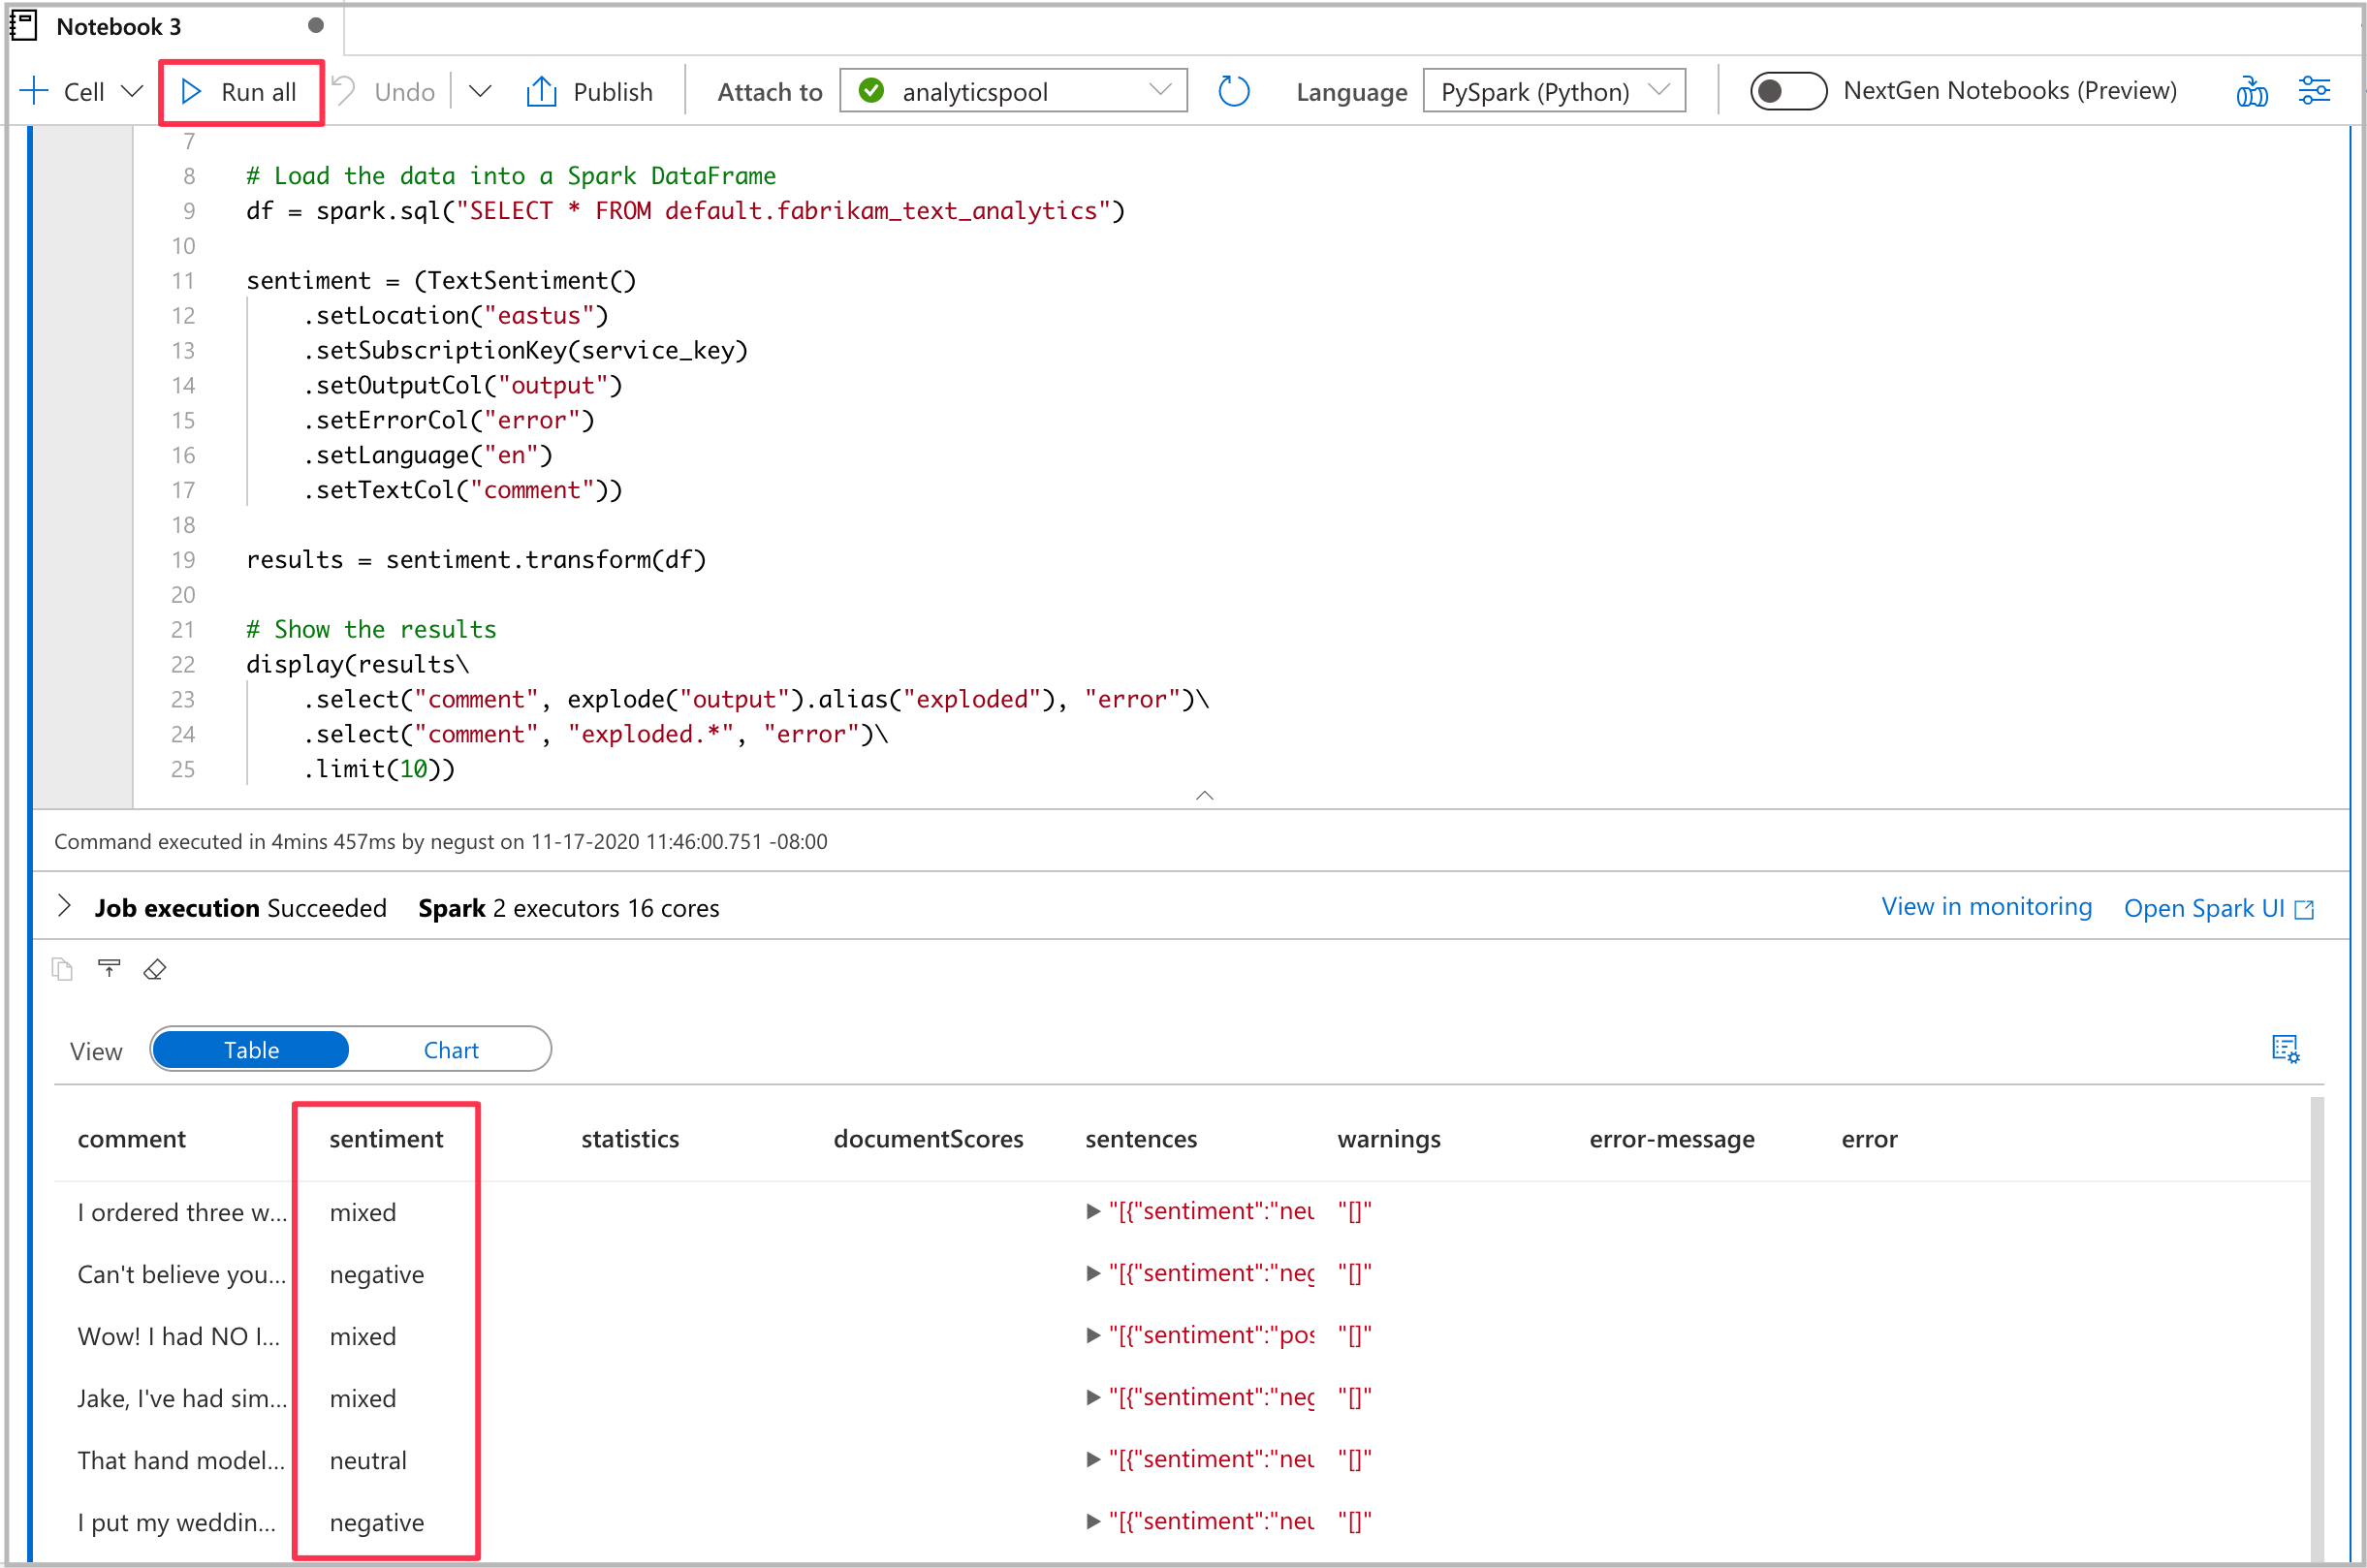 Notebook 3
Cell Run all Undo Publish Attach to analyticspool Language PySpark (Python) NextGen Notebooks (Preview)
7
8 # Load the data into a Spark DataFrame
9 df = spark.sql("SELECT * FROM default.fabrikam_text_analytics")
10
11 sentiment = (TextSentiment()
12 .setLocation("eastus")
13 .setSubscriptionKey(service_key)
14 .setOutputCol("output")
15 .setErrorCol("error")
16 .setLanguage("en")
17 .setTextCol("comment"))
18
19 results = sentiment.transform(df)
20
21 # Show the results
22 display(results\
23 .select("comment", explode("output").alias("exploded"), "error")\
24 .select("comment", "exploded.*", "error")\
25 .limit(10))
Command executed in 4mins 457ms by negust on 11-17-2020 11:46:00.751 -08:00
Job execution Succeeded Spark 2 executors 16 cores View in monitoring Open Spark UI
View Table Chart
comment sentiment statistics documentScores sentences warnings error-message error
I ordered three w... mixed "[{"sentiment":"neu "[]"
Can't believe you... negative "[{"sentiment":"neg "[]"
Wow! I had NO I... mixed "[{"sentiment":"pos "[]"
Jake, I've had sim... mixed "[{"sentiment":"neg "[]"
That hand model... neutral "[{"sentiment":"neu "[]"
I put my weddin... negative "[{"sentiment":"neu "[]"